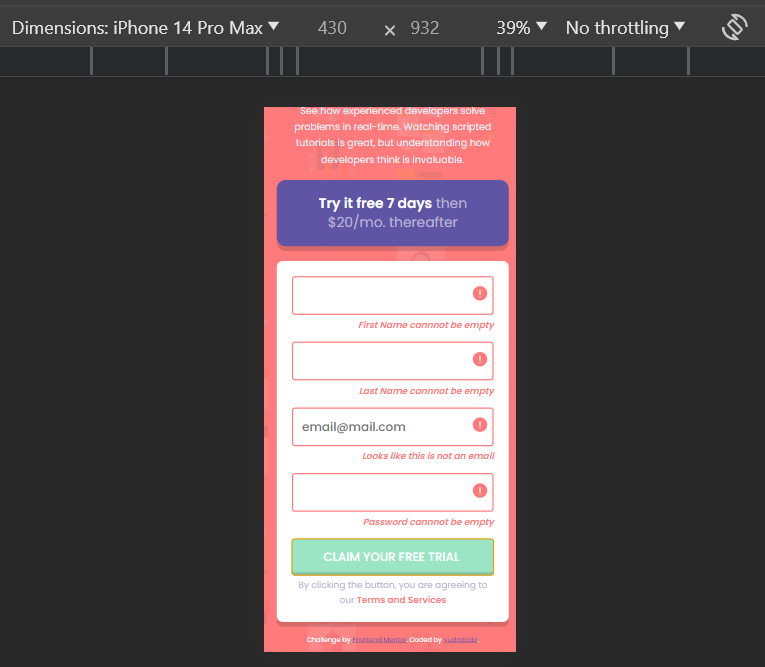 Dimensions: iPhone 14 Pro Max ▼ 430 × 932 39% ▼ No throttling ▼
See how experienced developers solve
problems in real-time. Watching scripted
tutorials is great, but understanding how
developers think is invaluable.
Try it free 7 days then
$20/mo. thereafter
!
First Name cannnot be empty
!
Last Name cannnot be empty
email@mail.com !
Looks like this is not an email
!
Password cannnot be empty
CLAIM YOUR FREE TRIAL
By clicking the button, you are agreeing to
our Terms and Services
Challenge by Frontend Mentor. Coded by